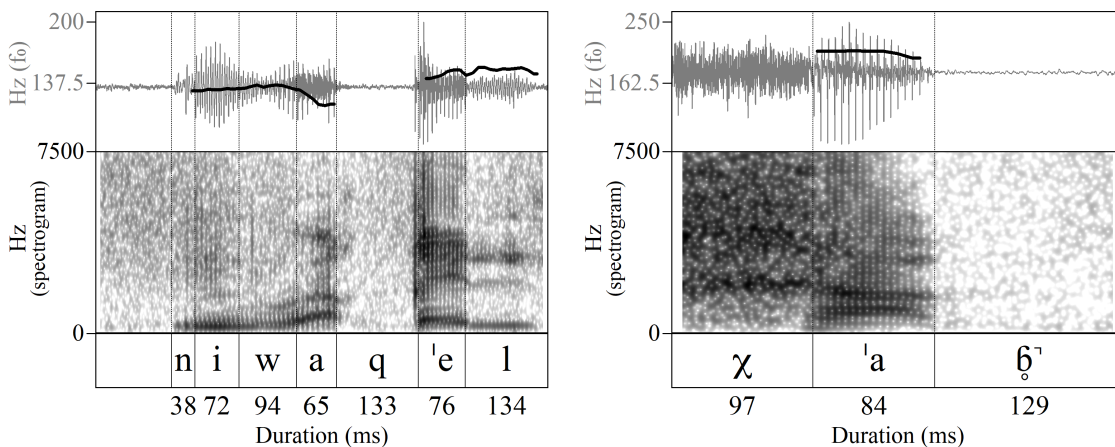 200
137.5
Hz (f₀)
7500
0
Hz
(spectrogram)
n i w a q ˈe l
38 72 94 65 133 76 134
Duration (ms)
250
162.5
Hz (f₀)
7500
0
Hz
(spectrogram)
χ ˈa ɓ̥̚
97 84 129
Duration (ms)